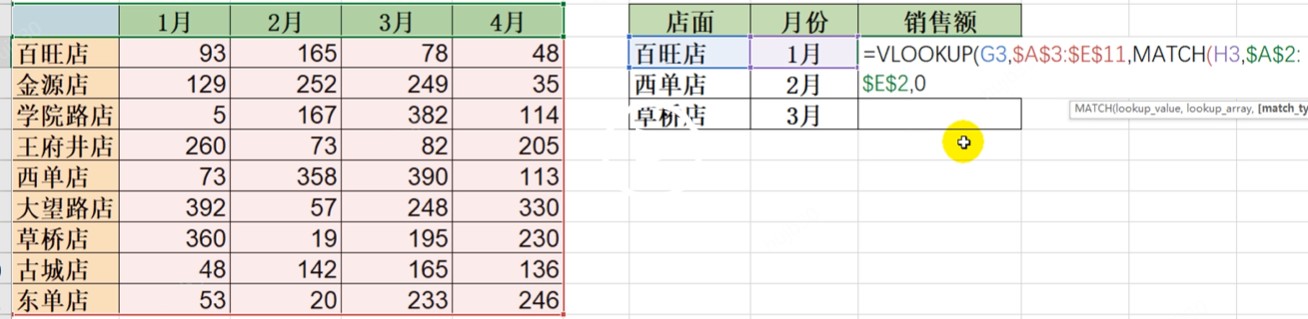 1月 2月 3月 4月 店面 月份 销售额
百旺店 93 165 78 48 百旺店 1月 =VLOOKUP(G3,$A$3:$E$11,MATCH(H3,$A$2:
金源店 129 252 249 35 西单店 2月 $E$2,0
学院路店 5 167 382 114 草桥店 3月 MATCH(lookup_value, lookup_array, [match_ty
王府井店 260 73 82 205
西单店 73 358 390 113
大望路店 392 57 248 330
草桥店 360 19 195 230
古城店 48 142 165 136
东单店 53 20 233 246